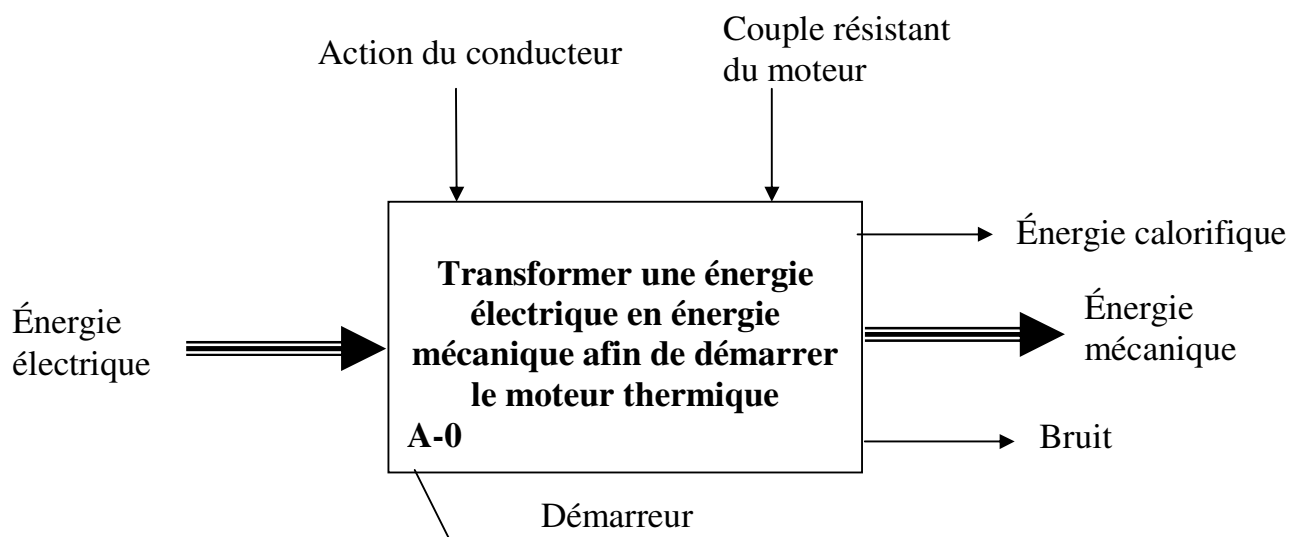 Action du conducteur
Couple résistant
du moteur
Énergie calorifique
Transformer une énergie
électrique en énergie
mécanique afin de démarrer
le moteur thermique
A-0
Énergie
électrique
Énergie
mécanique
Bruit
Démarreur